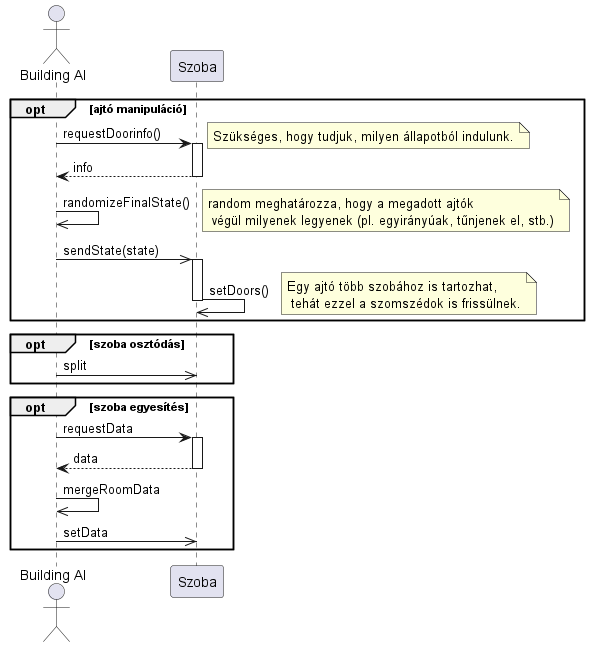 Building AI
Szoba
opt [ajtó manipuláció]
requestDoorinfo()
Szükséges, hogy tudjuk, milyen állapotból indulunk.
info
randomizeFinalState()
random meghatározza, hogy a megadott ajtók
végül milyenek legyenek (pl. egyirányúak, tűnjenek el, stb.)
sendState(state)
setDoors()
Egy ajtó több szobához is tartozhat,
tehát ezzel a szomszédok is frissülnek.
opt [szoba osztódás]
split
opt [szoba egyesítés]
requestData
data
mergeRoomData
setData
Building AI
Szoba